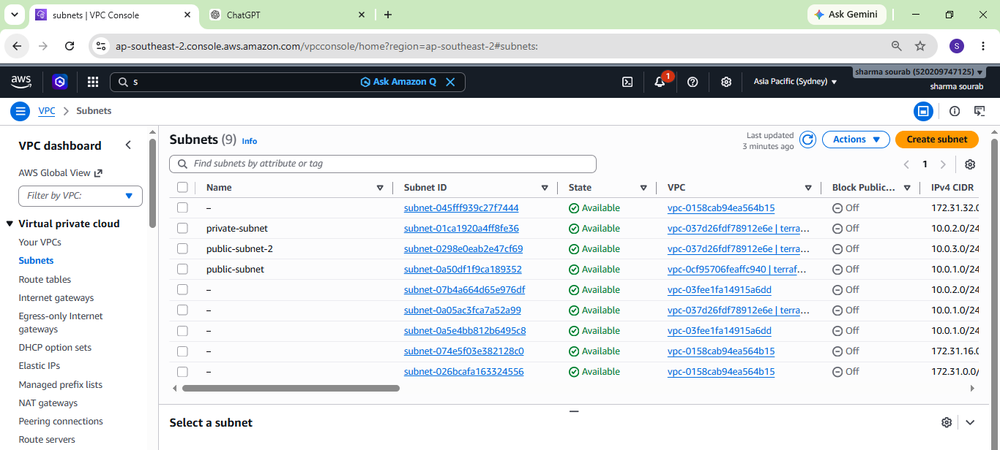 subnets | VPC Console
ChatGPT
Ask Gemini
ap-southeast-2.console.aws.amazon.com/vpcconsole/home?region=ap-southeast-2#subnets:
S
aws
s
Ask Amazon Q
1
Asia Pacific (Sydney)
sharma sourab (520209747125)
sharma sourab
VPC
Subnets
VPC dashboard
AWS Global View
Filter by VPC:
Virtual private cloud
Your VPCs
Subnets
Route tables
Internet gateways
Egress-only Internet
gateways
DHCP option sets
Elastic IPs
Managed prefix lists
NAT gateways
Peering connections
Route servers
Subnets (9) Info
Last updated
3 minutes ago
Actions
Create subnet
Find subnets by attribute or tag
1
Name Subnet ID State VPC Block Public... IPv4 CIDR
– subnet-045fff939c27f7444 Available vpc-0158cab94ea564b15 Off 172.31.32.0
private-subnet subnet-01ca1920a4ff8fe36 Available vpc-037d26fdf78912e6e | terra... Off 10.0.2.0/24
public-subnet-2 subnet-0298e0eab2e47cf69 Available vpc-037d26fdf78912e6e | terra... Off 10.0.3.0/24
public-subnet subnet-0a50df1f9ca189352 Available vpc-0cf95706feaffc940 | terraf... Off 10.0.1.0/24
– subnet-07b4a664d65e976df Available vpc-03fee1fa14915a6dd Off 10.0.2.0/24
– subnet-0a05ac3fca7a52a99 Available vpc-037d26fdf78912e6e | terra... Off 10.0.1.0/24
– subnet-0a5e4bb812b6495c8 Available vpc-03fee1fa14915a6dd Off 10.0.1.0/24
– subnet-074e5f03e382128c0 Available vpc-0158cab94ea564b15 Off 172.31.16.0
– subnet-026bcafa163324556 Available vpc-0158cab94ea564b15 Off 172.31.0.0/
Select a subnet